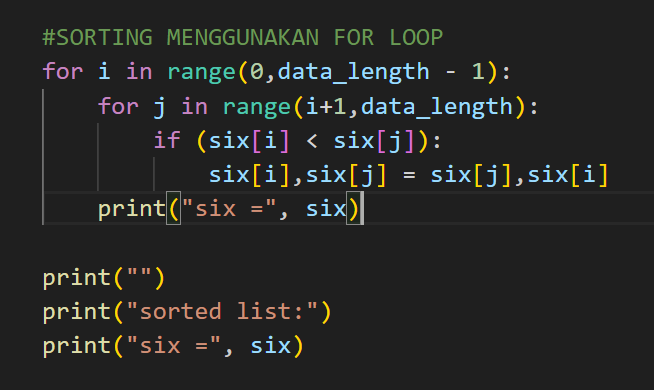 #SORTING MENGGUNAKAN FOR LOOP
for i in range(0,data_length - 1):
    for j in range(i+1,data_length):
        if (six[i] < six[j]):
            six[i],six[j] = six[j],six[i]
    print("six =", six)
print("")
print("sorted list:")
print("six =", six)